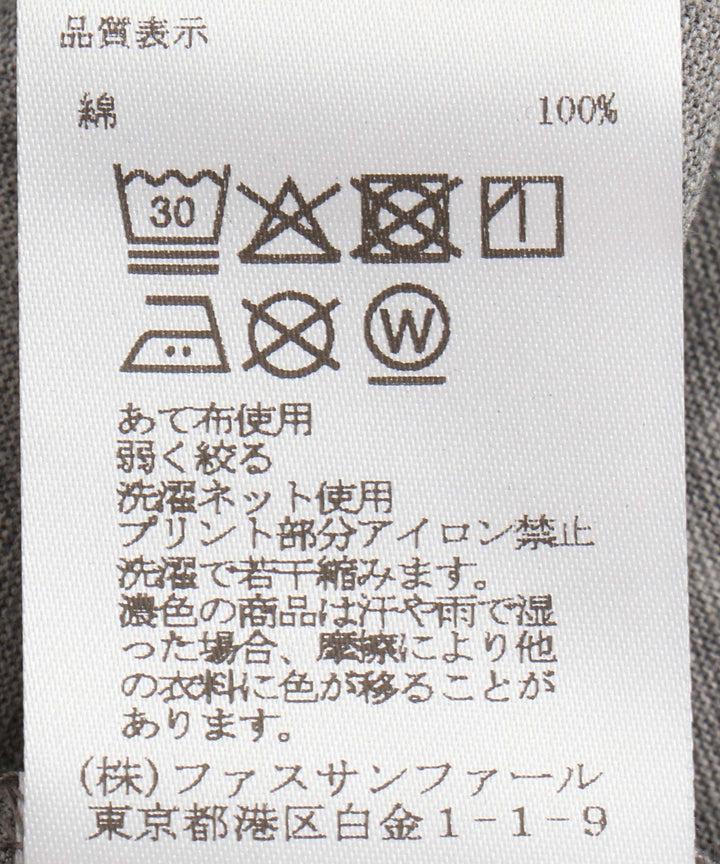 品質表示
綿 100%
30
W
あて布使用
弱く絞る
洗濯ネット使用
プリント部分アイロン禁止
洗濯で若干縮みます。
濃色の商品は汗や雨で湿
った場合、摩擦により他
の衣料に色が移ることが
あります。
(株)ファスサンファール
東京都港区白金1-1-9